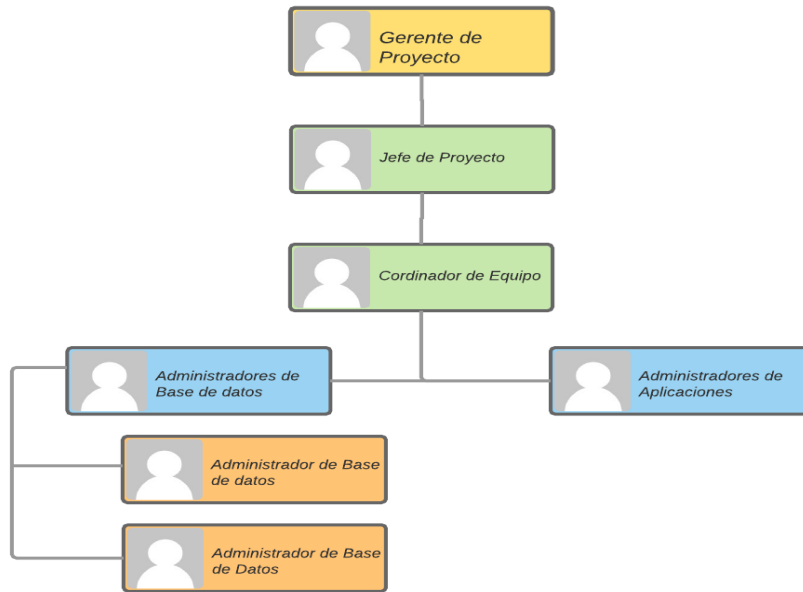 Gerente de
Proyecto
Jefe de Proyecto
Cordinador de Equipo
Administradores de
Base de datos
Administradores de
Aplicaciones
Administrador de Base
de datos
Administrador de Base
de Datos